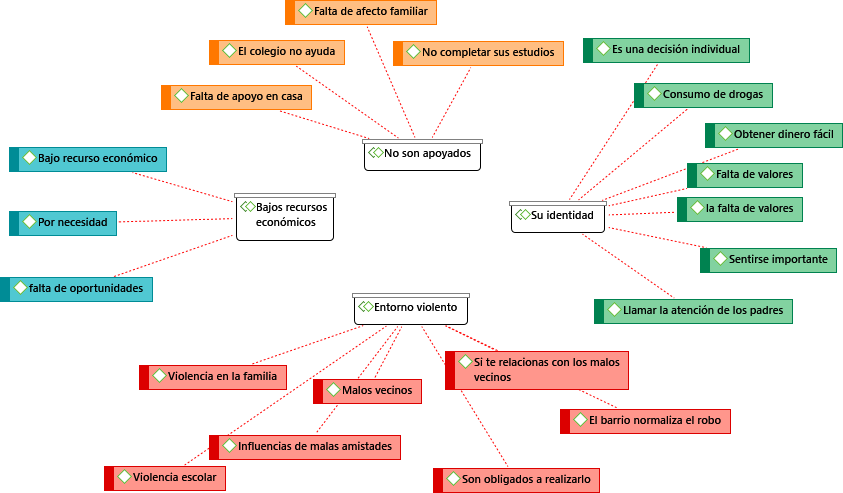 Falta de afecto familiar
El colegio no ayuda
No completar sus estudios
Falta de apoyo en casa
No son apoyados
Es una decisión individual
Consumo de drogas
Obtener dinero fácil
Falta de valores
la falta de valores
Su identidad
Sentirse importante
Llamar la atención de los padres
Bajo recurso económico
Por necesidad
falta de oportunidades
Bajos recursos
económicos
Entorno violento
Violencia en la familia
Malos vecinos
Si te relacionas con los malos
vecinos
El barrio normaliza el robo
Influencias de malas amistades
Violencia escolar
Son obligados a realizarlo